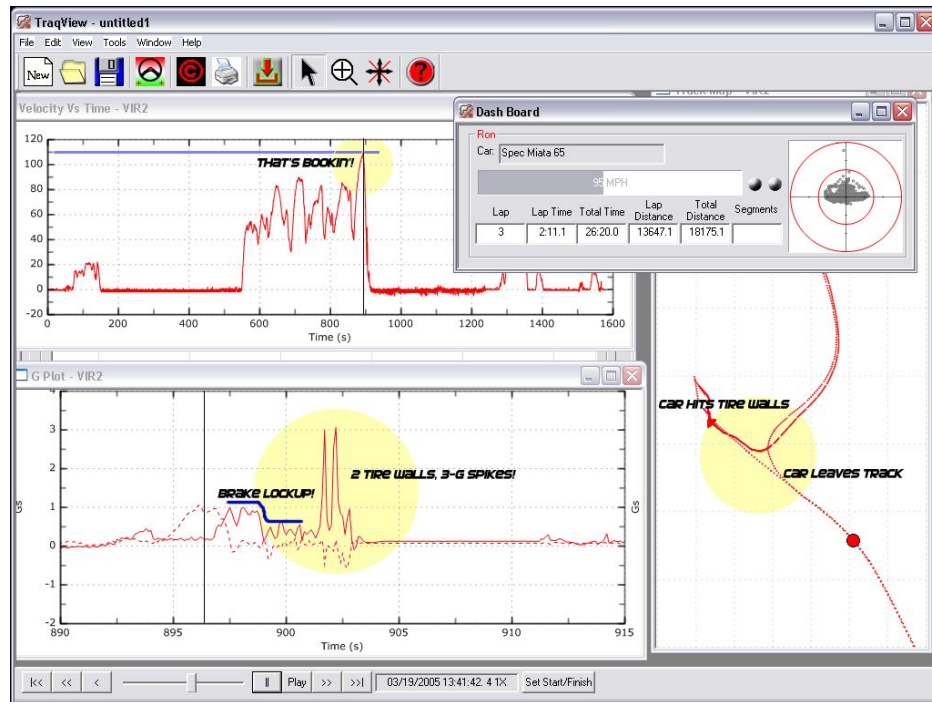 TraqView - untitled1
File Edit View Tools Window Help
New
Velocity Vs Time - VIR2
Track Map - VIR2
120
100
80
60
40
20
0
-20
THAT'S BOOKIN'!
0 200 400 600 800 1000 1200 1400 1600
Time (s)
Dash Board
Ron
Car: Spec Miata 65
95 MPH
Lap Lap Time Total Time Lap Distance Total Distance Segments
3 2:11.1 26:20.0 13647.1 18175.1
G Plot - VIR2
4
3
2
1
0
-1
-2
Gs
Gs
BRAKE LOCKUP!
2 TIRE WALLS, 3-G SPIKES!
890 895 900 905 910 915
Time (s)
CAR HITS TIRE WALLS
CAR LEAVES TRACK
|<< << < || Play >> >>| 03/19/2005 13:41:42. 4 1X Set Start/Finish